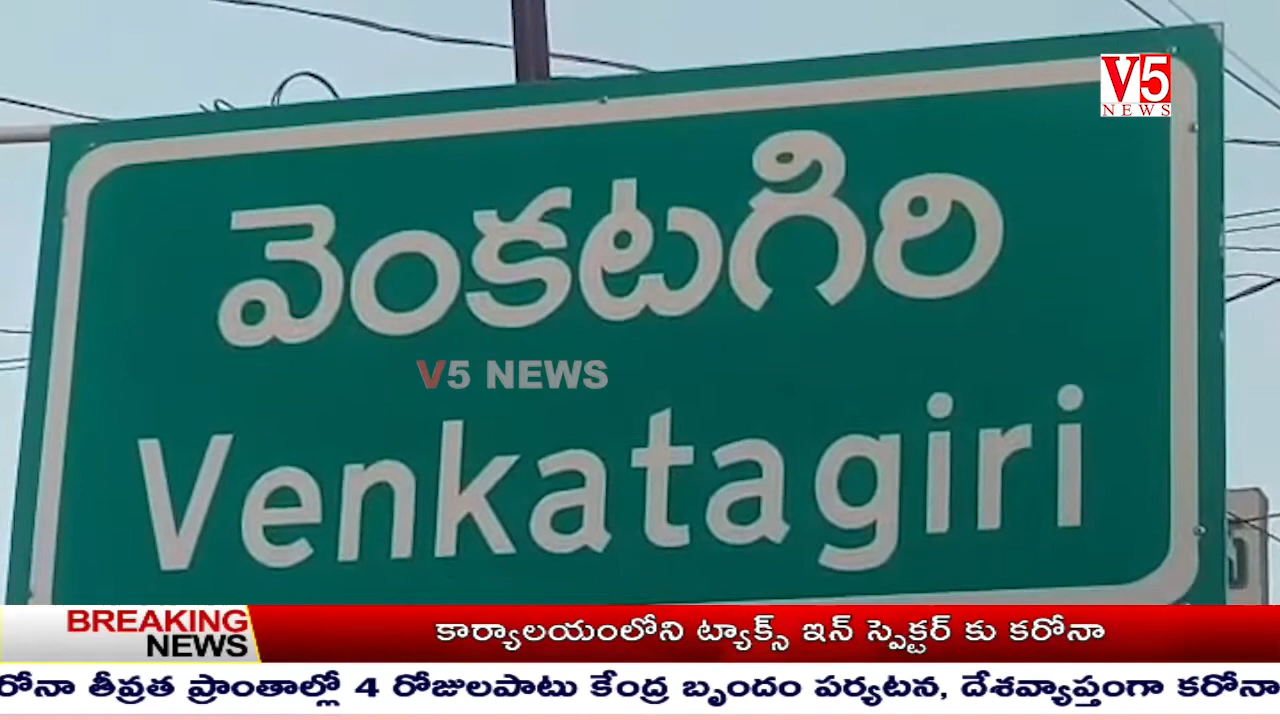 V5
NEWS
వెంకటగిరి
V5 NEWS
Venkatagiri
BREAKING
NEWS
కార్యాలయంలోని ట్యాక్స్ ఇన్ స్పెక్టర్ కు కరోనా
రోనా తీవ్రత ప్రాంతాల్లో 4 రోజులపాటు కేంద్ర బృందం పర్యటన, దేశవ్యాప్తంగా కరోనా